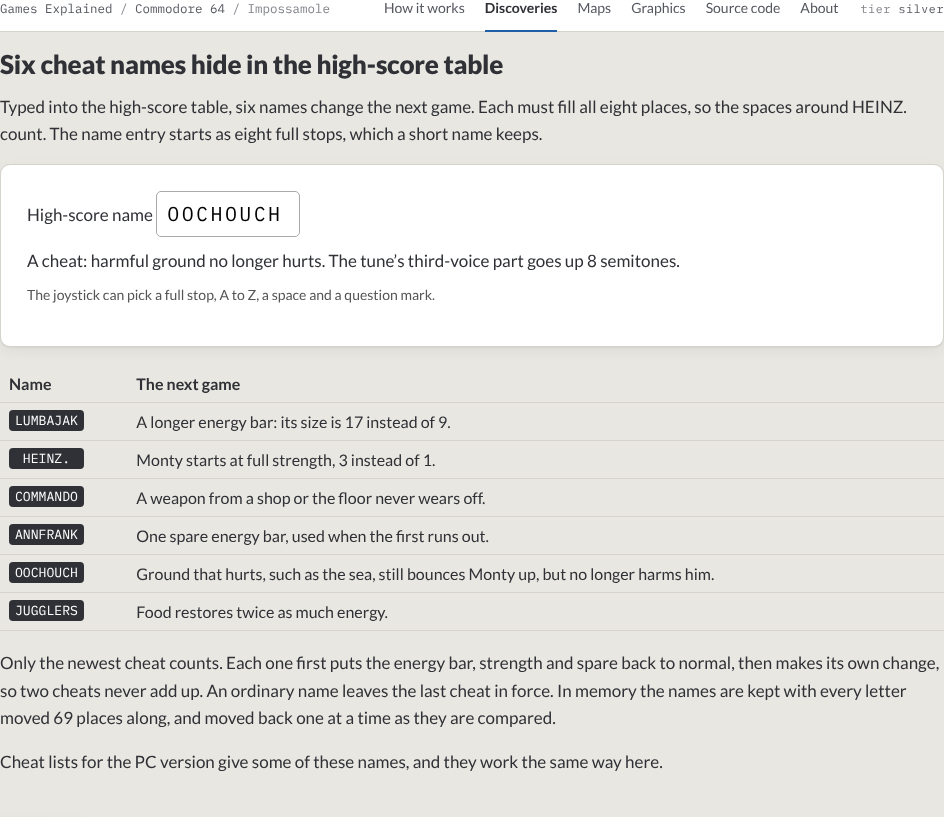 Games Explained / Commodore 64 / Impossamole
How it works Discoveries Maps Graphics Source code About tier silver
Six cheat names hide in the high-score table
Typed into the high-score table, six names change the next game. Each must fill all eight places, so the spaces around HEINZ.
count. The name entry starts as eight full stops, which a short name keeps.
High-score name OOCHOUCH
A cheat: harmful ground no longer hurts. The tune’s third-voice part goes up 8 semitones.
The joystick can pick a full stop, A to Z, a space and a question mark.
Name The next game
LUMBAJAK A longer energy bar: its size is 17 instead of 9.
HEINZ. Monty starts at full strength, 3 instead of 1.
COMMANDO A weapon from a shop or the floor never wears off.
ANNFRANK One spare energy bar, used when the first runs out.
OOCHOUCH Ground that hurts, such as the sea, still bounces Monty up, but no longer harms him.
JUGGLERS Food restores twice as much energy.
Only the newest cheat counts. Each one first puts the energy bar, strength and spare back to normal, then makes its own change,
so two cheats never add up. An ordinary name leaves the last cheat in force. In memory the names are kept with every letter
moved 69 places along, and moved back one at a time as they are compared.
Cheat lists for the PC version give some of these names, and they work the same way here.